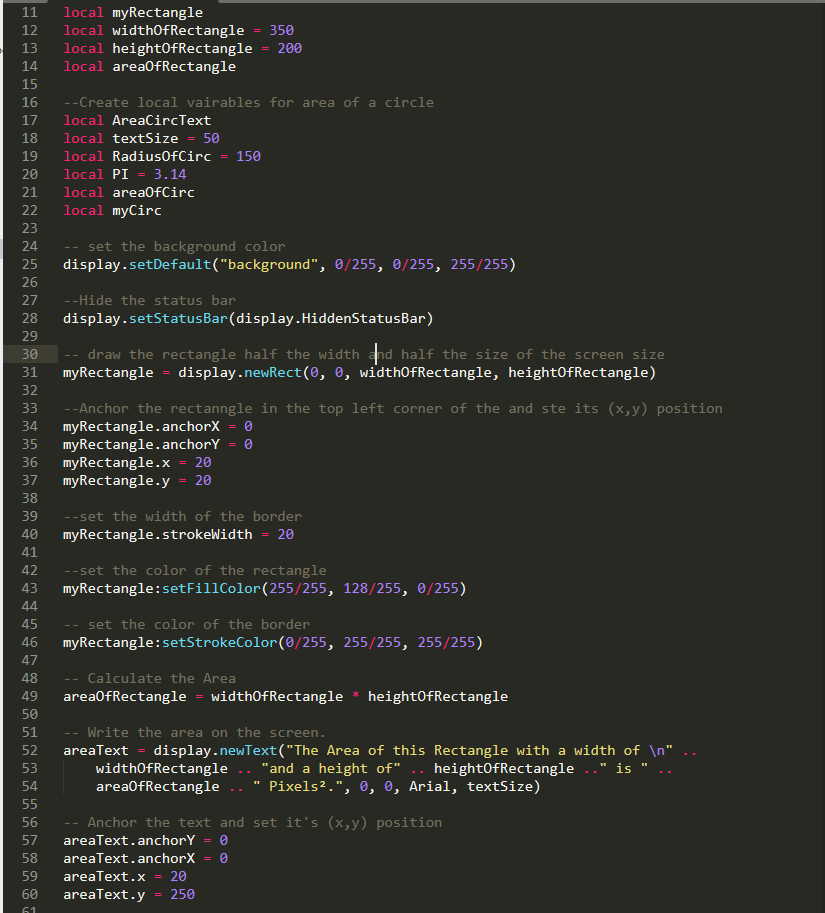 11 local myRectangle
12 local widthOfRectangle = 350
13 local heightOfRectangle = 200
14 local areaOfRectangle
15
16 --Create local vairables for area of a circle
17 local AreaCircText
18 local textSize = 50
19 local RadiusOfCirc = 150
20 local PI = 3.14
21 local areaOfCirc
22 local myCirc
23
24 -- set the background color
25 display.setDefault("background", 0/255, 0/255, 255/255)
26
27 --Hide the status bar
28 display.setStatusBar(display.HiddenStatusBar)
29
30 -- draw the rectangle half the width and half the size of the screen size
31 myRectangle = display.newRect(0, 0, widthOfRectangle, heightOfRectangle)
32
33 --Anchor the rectanngle in the top left corner of the and ste its (x,y) position
34 myRectangle.anchorX = 0
35 myRectangle.anchorY = 0
36 myRectangle.x = 20
37 myRectangle.y = 20
38
39 --set the width of the border
40 myRectangle.strokeWidth = 20
41
42 --set the color of the rectangle
43 myRectangle:setFillColor(255/255, 128/255, 0/255)
44
45 -- set the color of the border
46 myRectangle:setStrokeColor(0/255, 255/255, 255/255)
47
48 -- Calculate the Area
49 areaOfRectangle = widthOfRectangle * heightOfRectangle
50
51 -- Write the area on the screen.
52 areaText = display.newText("The Area of this Rectangle with a width of \n" ..
53 widthOfRectangle .. "and a height of" .. heightOfRectangle .." is " ..
54 areaOfRectangle .. " Pixels².", 0, 0, Arial, textSize)
55
56 -- Anchor the text and set it's (x,y) position
57 areaText.anchorY = 0
58 areaText.anchorX = 0
59 areaText.x = 20
60 areaText.y = 250
61